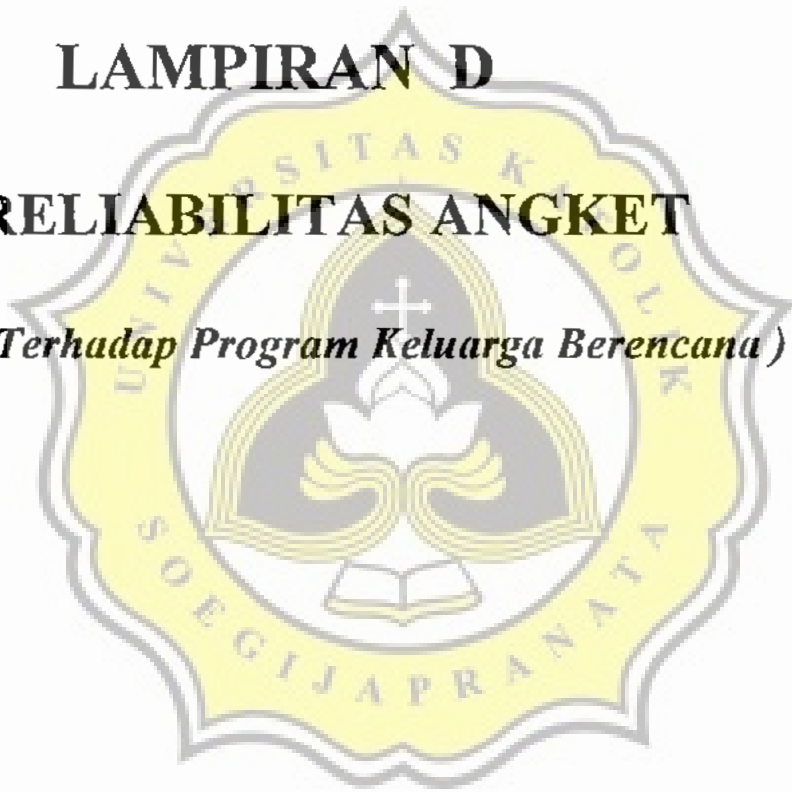 LAMPIRAN D
RELIABILITAS ANGKET
Terhadap Program Keluarga Berencana )
UNIVERSITAS KATOLIK
SOEGIJAPRANATA